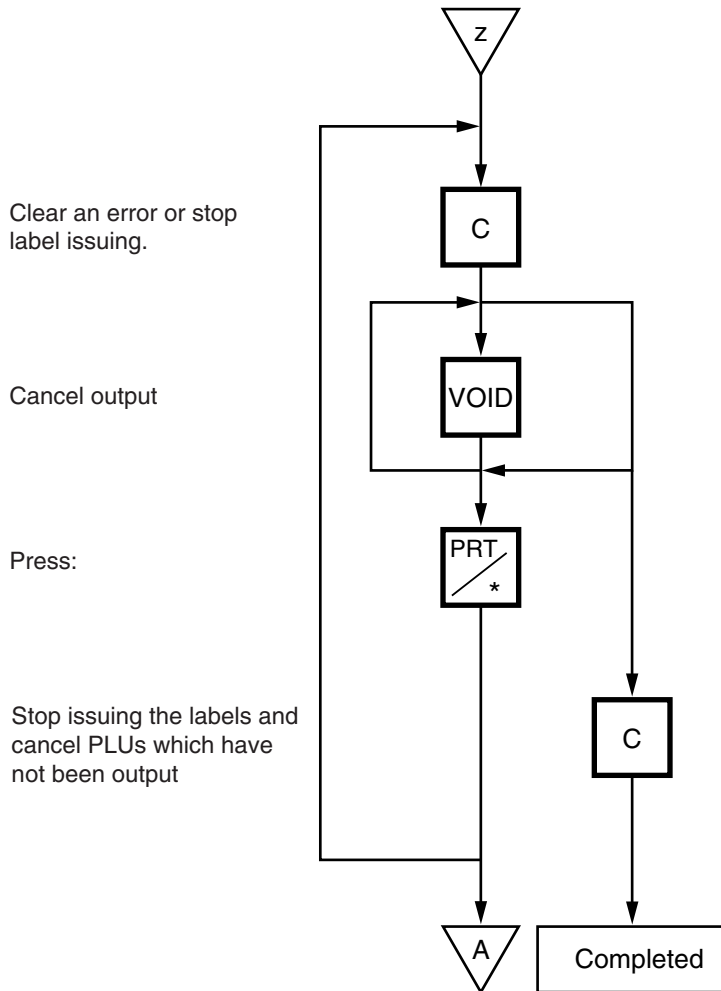 z
Clear an error or stop
label issuing.
C
Cancel output
VOID
Press:
PRT
*
Stop issuing the labels and
cancel PLUs which have
not been output
C
A
Completed